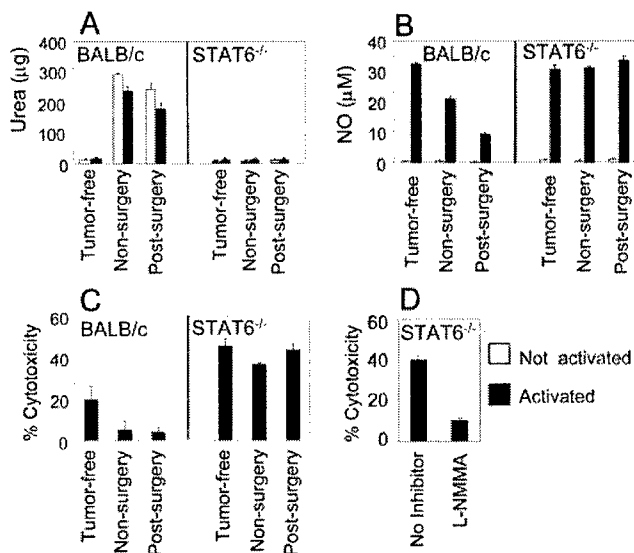 A
BALB/c
STAT6-/-
Urea (µg)
400
300
200
100
0
Tumor-free
Non-surgery
Post-surgery
Tumor-free
Non-surgery
Post-surgery
B
BALB/c
STAT6-/-
NO (µM)
40
30
20
10
0
Tumor-free
Non-surgery
Post-surgery
Tumor-free
Non-surgery
Post-surgery
C
BALB/c
STAT6-/-
% Cytotoxicity
60
40
20
0
Tumor-free
Non-surgery
Post-surgery
Tumor-free
Non-surgery
Post-surgery
D
STAT6-/-
% Cytotoxicity
60
40
20
0
No Inhibitor
L-NMMA
Not activated
Activated